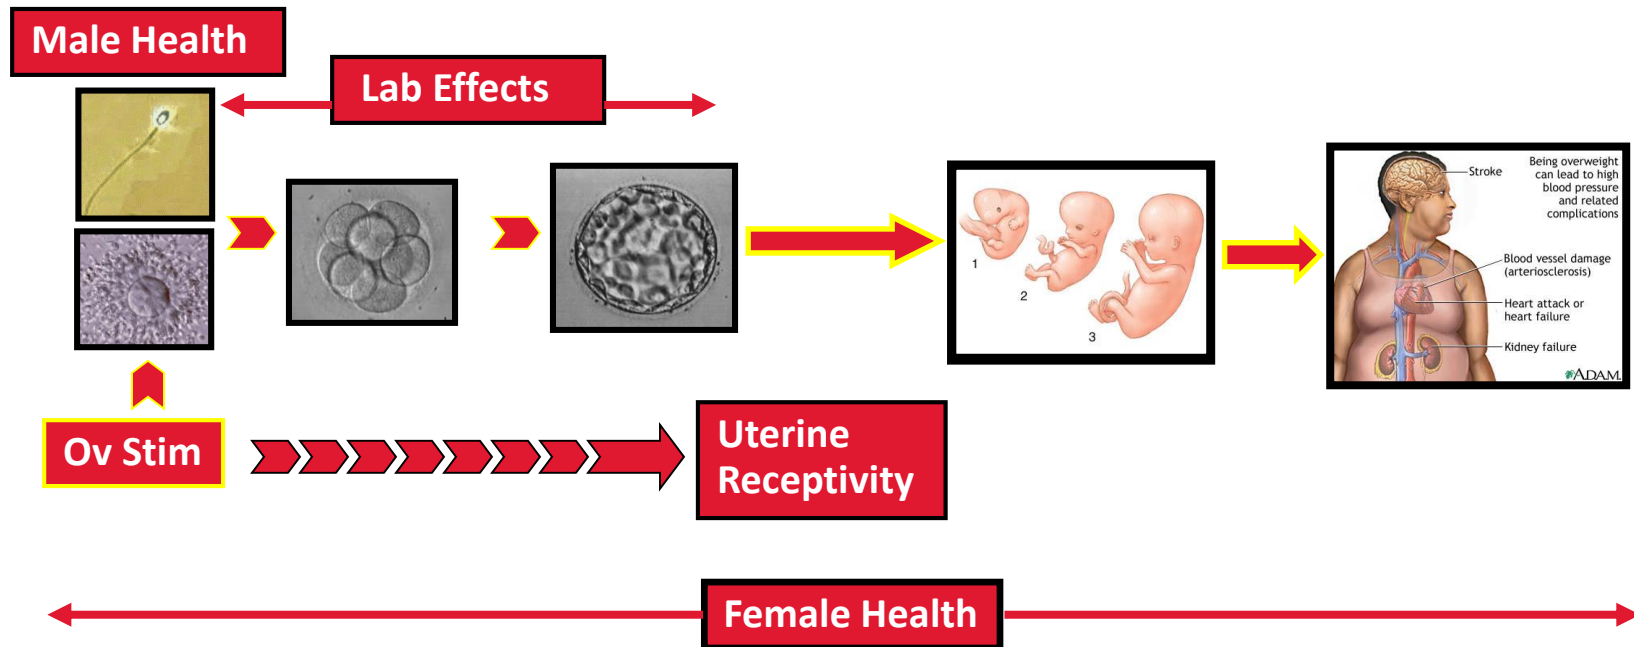 Male Health
Lab Effects
1
2
3
Stroke
Being overweight
can lead to high
blood pressure
and related
complications
Blood vessel damage
(arteriosclerosis)
Heart attack or
heart failure
Kidney failure
A.D.A.M.
Ov Stim
Uterine
Receptivity
Female Health